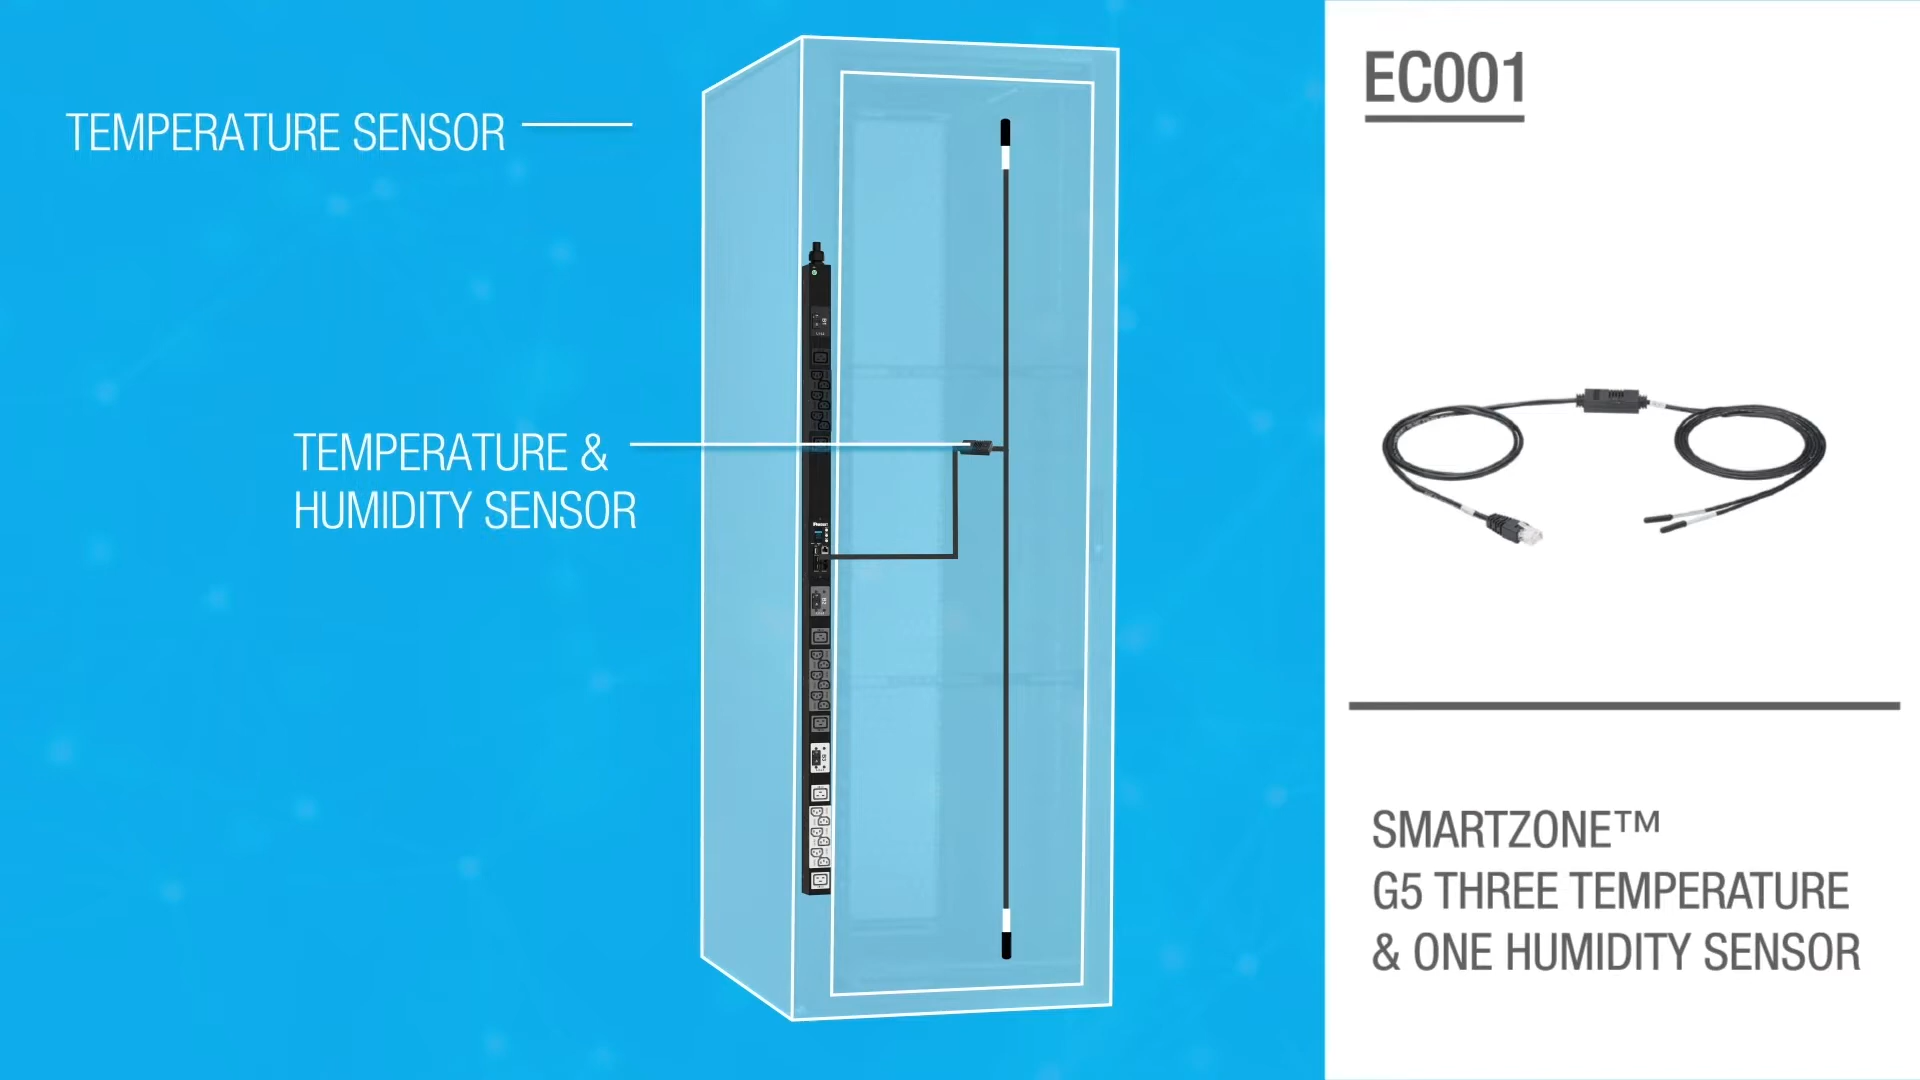 TEMPERATURE SENSOR
TEMPERATURE &
HUMIDITY SENSOR
EC001
SMARTZONE™
G5 THREE TEMPERATURE
& ONE HUMIDITY SENSOR